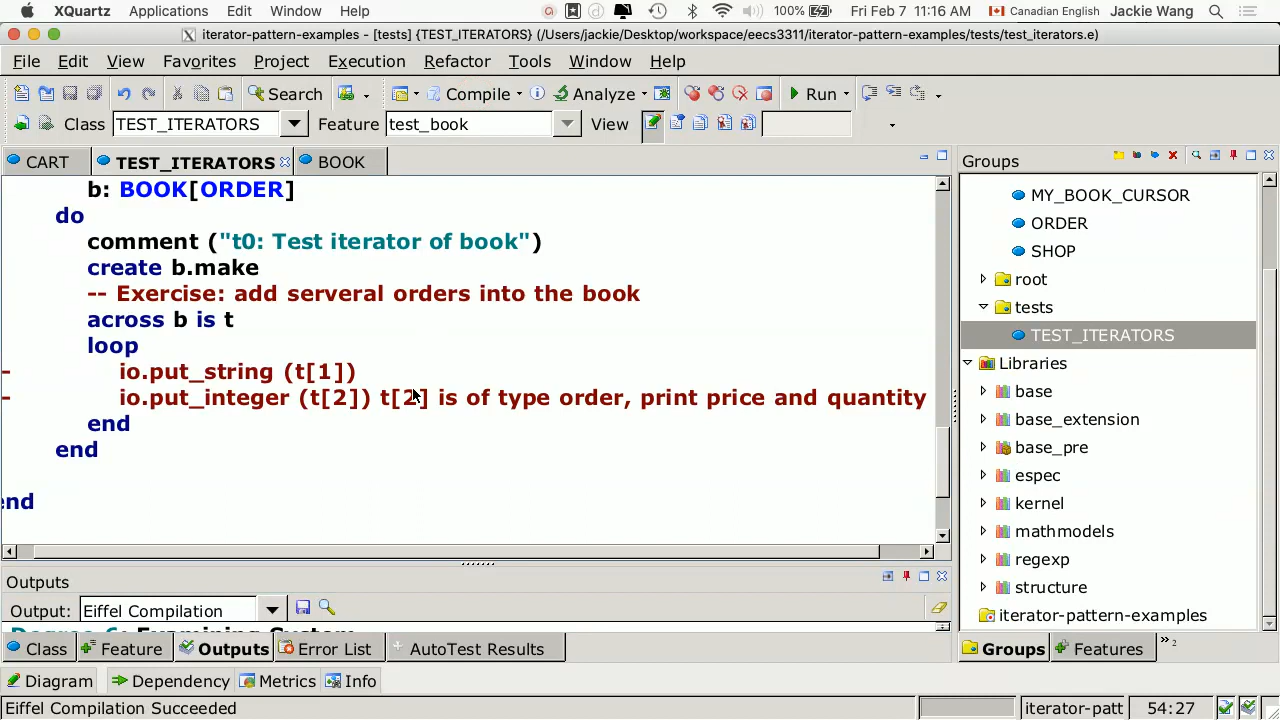 XQuartz Applications Edit Window Help 100% Fri Feb 7 11:16 AM Canadian English Jackie Wang
iterator-pattern-examples - [tests] {TEST_ITERATORS} (/Users/jackie/Desktop/workspace/eecs3311/iterator-pattern-examples/tests/test_iterators.e)
File Edit View Favorites Project Execution Refactor Tools Window Help
Search Compile Analyze Run
Class TEST_ITERATORS Feature test_book View
CART TEST_ITERATORS BOOK
b: BOOK[ORDER]
do
comment ("t0: Test iterator of book")
create b.make
-- Exercise: add serveral orders into the book
across b is t
loop
- io.put_string (t[1])
- io.put_integer (t[2]) t[2] is of type order, print price and quantity
end
end
end
Groups
MY_BOOK_CURSOR
ORDER
SHOP
root
tests
TEST_ITERATORS
Libraries
base
base_extension
base_pre
espec
kernel
mathmodels
regexp
structure
iterator-pattern-examples
Outputs
Output: Eiffel Compilation
Degree 6: Examining System
Class Feature Outputs Error List AutoTest Results
Groups Features »2
Diagram Dependency Metrics Info
Eiffel Compilation Succeeded iterator-patt 54:27